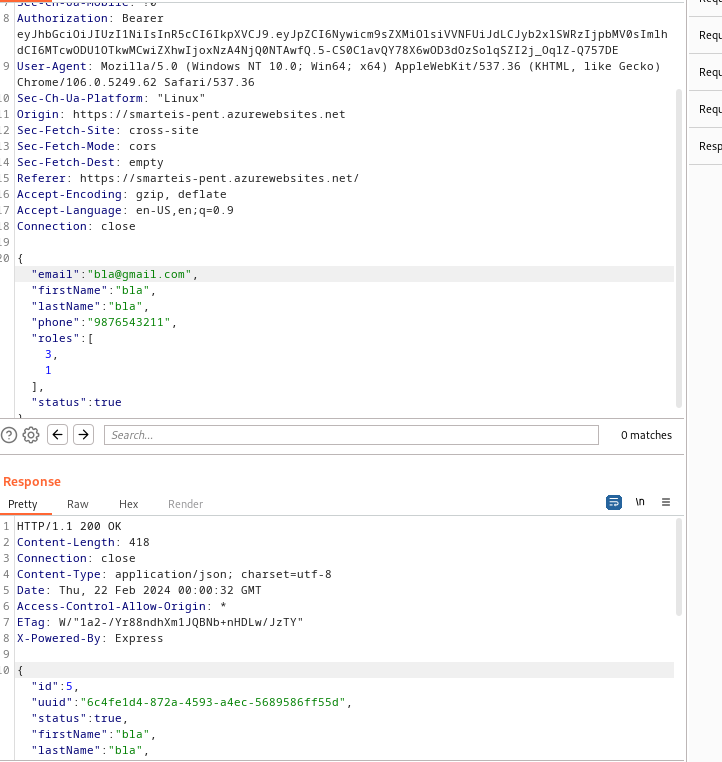 7 Sec-Ch-Ua-Mobile: ?0
8 Authorization: Bearer
eyJhbGciOiJIUzI1NiIsInR5cCI6IkpXVCJ9.eyJpZCI6Nywicm9sZXMiOlsiVVNFUiJdLCJyb2xlSWRzIjpbMV0sImlh
dCI6MTcwODU1OTkwMCwiZXhwIjoxNzA4NjQ0NTAwfQ.5-CS0C1avQY78X6wOD3dOzSolqSZI2j_OqlZ-Q757DE
9 User-Agent: Mozilla/5.0 (Windows NT 10.0; Win64; x64) AppleWebKit/537.36 (KHTML, like Gecko)
Chrome/106.0.5249.62 Safari/537.36
10 Sec-Ch-Ua-Platform: "Linux"
11 Origin: https://smarteis-pent.azurewebsites.net
12 Sec-Fetch-Site: cross-site
13 Sec-Fetch-Mode: cors
14 Sec-Fetch-Dest: empty
15 Referer: https://smarteis-pent.azurewebsites.net/
16 Accept-Encoding: gzip, deflate
17 Accept-Language: en-US,en;q=0.9
18 Connection: close
19
20 {
"email":"bla@gmail.com",
"firstName":"bla",
"lastName":"bla",
"phone":"9876543211",
"roles":[
3,
1
],
"status":true
Search...
0 matches
Response
Pretty Raw Hex Render
\n
1 HTTP/1.1 200 OK
2 Content-Length: 418
3 Connection: close
4 Content-Type: application/json; charset=utf-8
5 Date: Thu, 22 Feb 2024 00:00:32 GMT
6 Access-Control-Allow-Origin: *
7 ETag: W/"1a2-/Yr88ndhXm1JQBNb+nHDLw/JzTY"
8 X-Powered-By: Express
9
10 {
"id":5,
"uuid":"6c4fe1d4-872a-4593-a4ec-5689586ff55d",
"status":true,
"firstName":"bla",
"lastName":"bla",
Requ
Requ
Requ
Resp